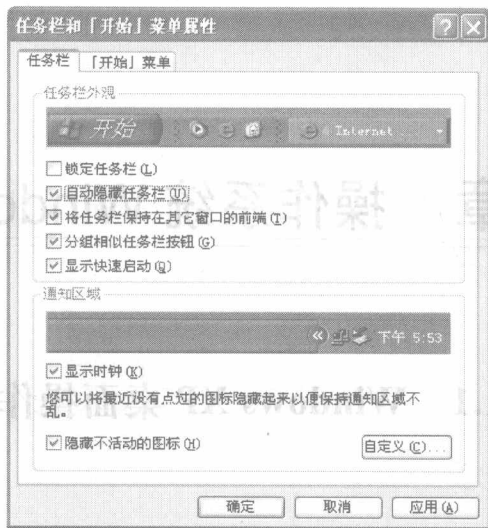 任务栏和「开始」菜单属性
任务栏 「开始」菜单
任务栏外观
开始 Internet
锁定任务栏(L)
自动隐藏任务栏(U)
将任务栏保持在其它窗口的前端(T)
分组相似任务栏按钮(G)
显示快速启动(Q)
通知区域
下午 5:53
显示时钟(K)
您可以将最近没有点过的图标隐藏起来以便保持通知区域不
乱。
隐藏不活动的图标(H)
自定义(C)...
确定 取消 应用(A)